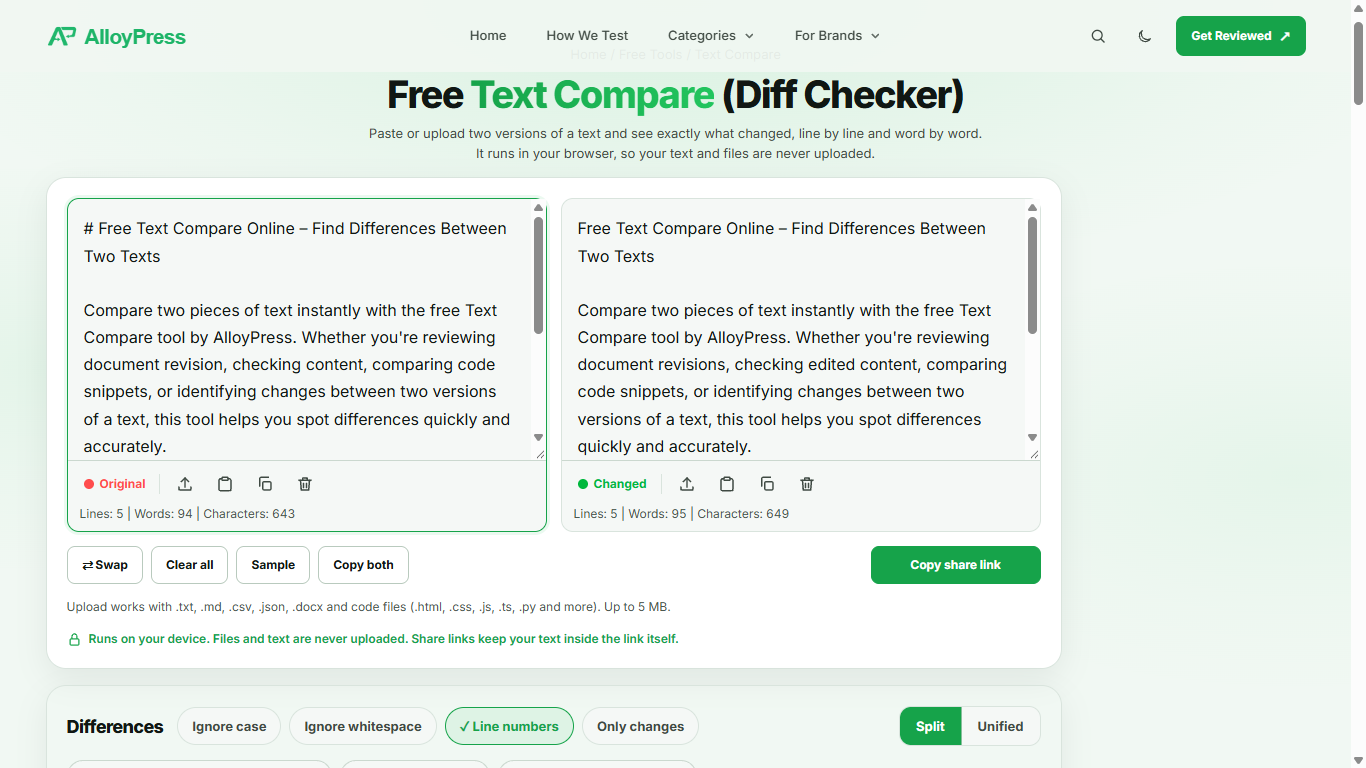 AlloyPress
Home
How We Test
Categories
For Brands
Get Reviewed ↗
Home / Free Tools / Text Compare
Free Text Compare (Diff Checker)
Paste or upload two versions of a text and see exactly what changed, line by line and word by word.
It runs in your browser, so your text and files are never uploaded.
# Free Text Compare Online – Find Differences Between
Two Texts
Compare two pieces of text instantly with the free Text
Compare tool by AlloyPress. Whether you're reviewing
document revision, checking content, comparing code
snippets, or identifying changes between two versions
of a text, this tool helps you spot differences quickly and
accurately.
Original
Lines: 5 | Words: 94 | Characters: 643
Free Text Compare Online – Find Differences Between
Two Texts
Compare two pieces of text instantly with the free Text
Compare tool by AlloyPress. Whether you're reviewing
document revisions, checking edited content, comparing
code snippets, or identifying changes between two
versions of a text, this tool helps you spot differences
quickly and accurately.
Changed
Lines: 5 | Words: 95 | Characters: 649
⇄ Swap
Clear all
Sample
Copy both
Copy share link
Upload works with .txt, .md, .csv, .json, .docx and code files (.html, .css, .js, .ts, .py and more). Up to 5 MB.
Runs on your device. Files and text are never uploaded. Share links keep your text inside the link itself.
Differences
Ignore case
Ignore whitespace
✓ Line numbers
Only changes
Split
Unified